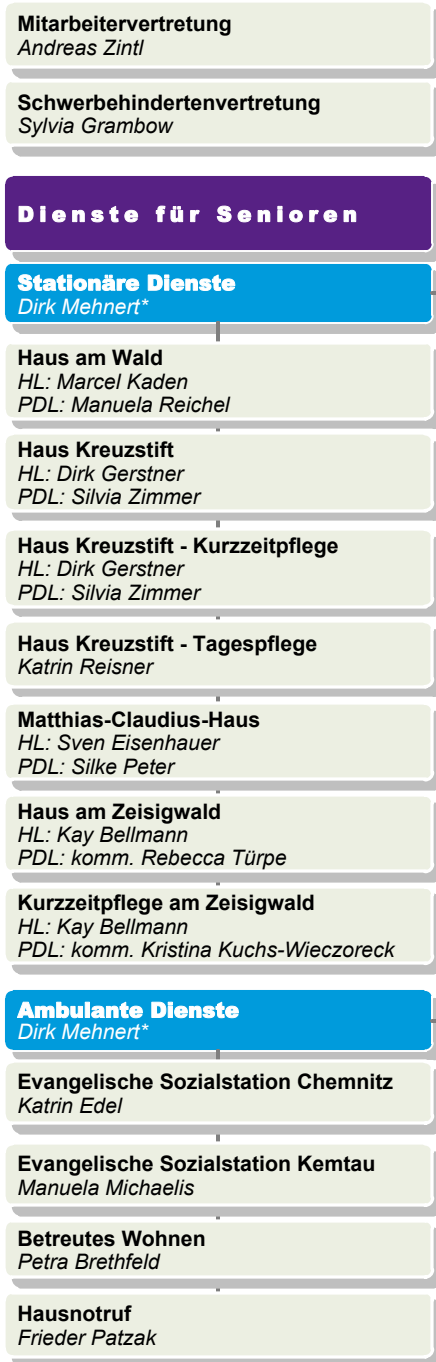 Mitarbeitervertretung
Andreas Zintl
Schwerbehindertenvertretung
Sylvia Grambow
Dienste für Senioren
Stationäre Dienste
Dirk Mehnert*
Haus am Wald
HL: Marcel Kaden
PDL: Manuela Reichel
Haus Kreuzstift
HL: Dirk Gerstner
PDL: Silvia Zimmer
Haus Kreuzstift - Kurzzeitpflege
HL: Dirk Gerstner
PDL: Silvia Zimmer
Haus Kreuzstift - Tagespflege
Katrin Reisner
Matthias-Claudius-Haus
HL: Sven Eisenhauer
PDL: Silke Peter
Haus am Zeisigwald
HL: Kay Bellmann
PDL: komm. Rebecca Türpe
Kurzzeitpflege am Zeisigwald
HL: Kay Bellmann
PDL: komm. Kristina Kuchs-Wieczoreck
Ambulante Dienste
Dirk Mehnert*
Evangelische Sozialstation Chemnitz
Katrin Edel
Evangelische Sozialstation Kemtau
Manuela Michaelis
Betreutes Wohnen
Petra Brethfeld
Hausnotruf
Frieder Patzak